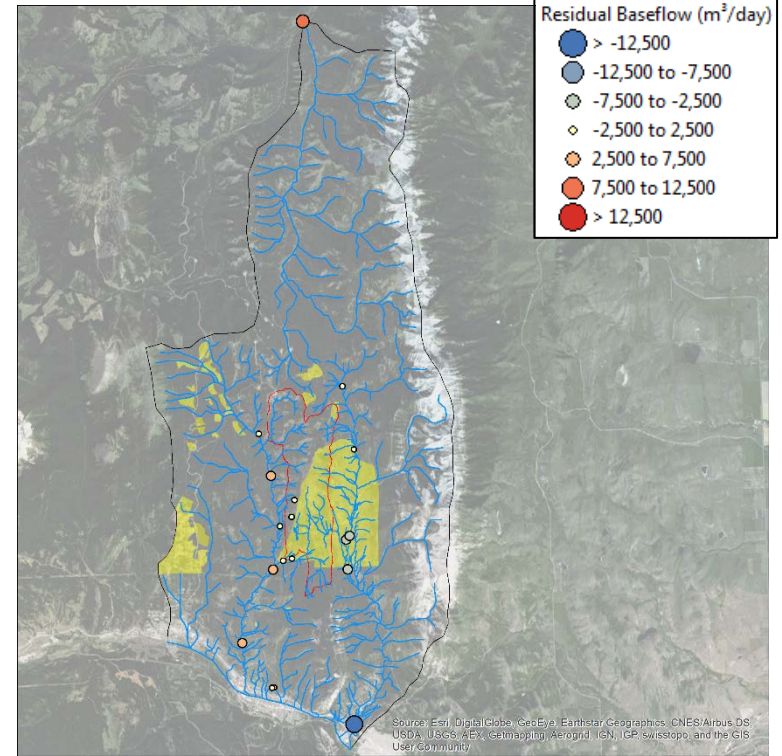 Residual Baseflow (m³/day)
> -12,500
-12,500 to -7,500
-7,500 to -2,500
-2,500 to 2,500
2,500 to 7,500
7,500 to 12,500
> 12,500
Source: Esri, DigitalGlobe, GeoEye, Earthstar Geographics, CNES/Airbus DS,
USDA, USGS, AEX, Getmapping, Aerogrid, IGN, IGP, swisstopo, and the GIS
User Community